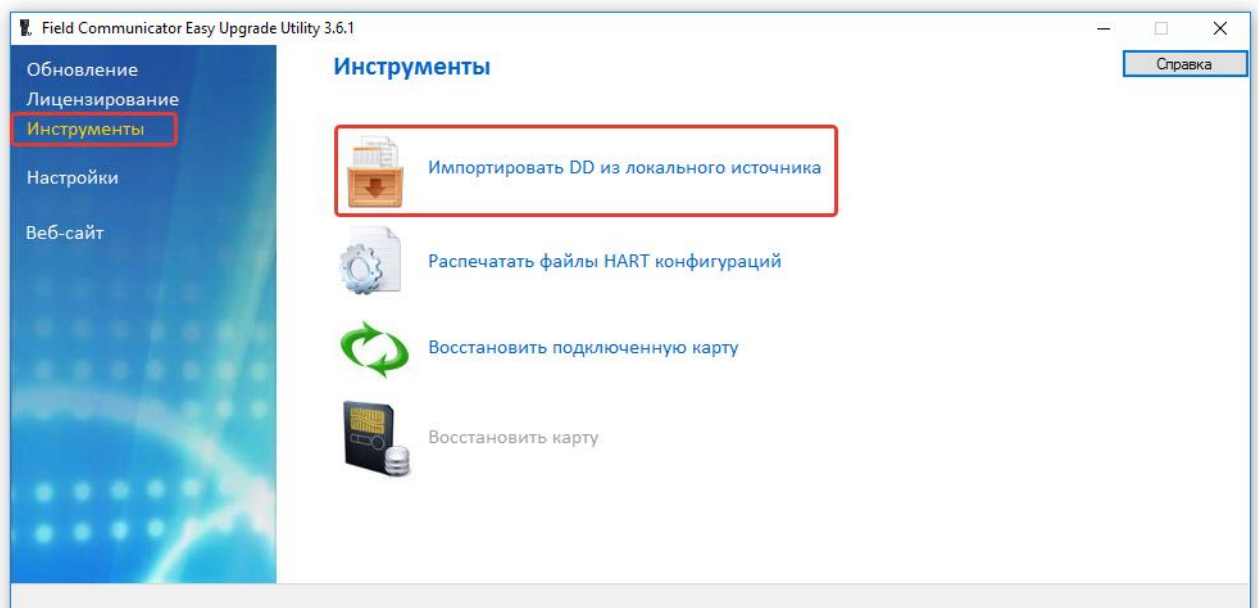 Field Communicator Easy Upgrade Utility 3.6.1
Обновление
Лицензирование
Инструменты
Настройки
Веб-сайт
Инструменты
Справка
Импортировать DD из локального источника
Распечатать файлы HART конфигураций
Восстановить подключенную карту
Восстановить карту